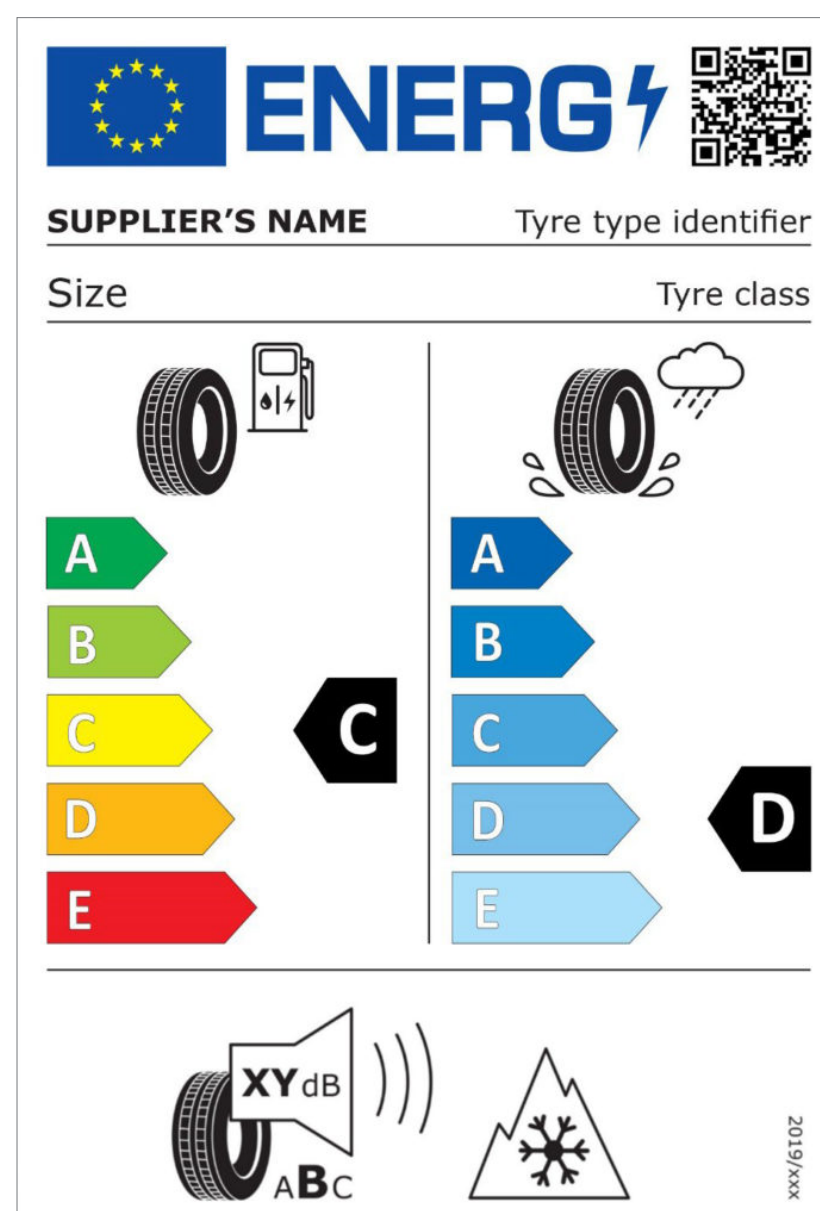 ENERG
SUPPLIER'S NAME Tyre type identifier
Size Tyre class
A
B
C
D
E
C
A
B
C
D
E
D
XYdB
ABC
2019/xxx